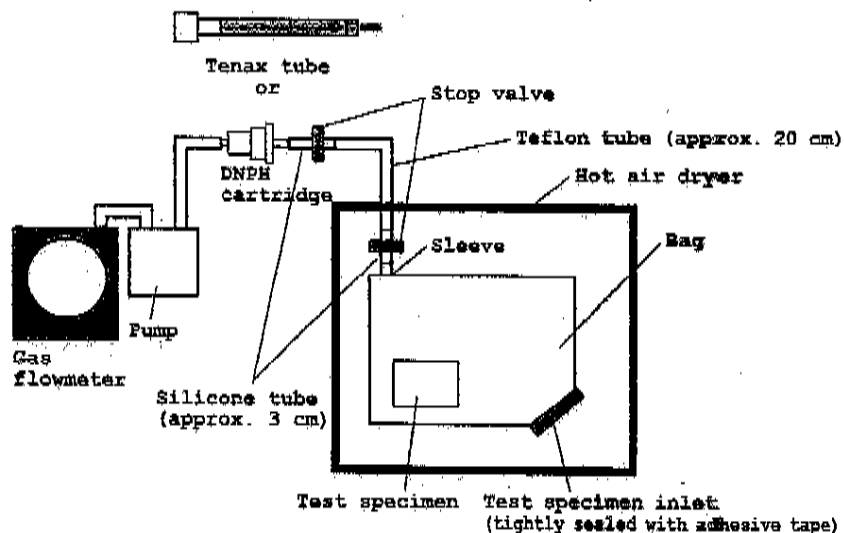 Tenax tube
or
Stop valve
Teflon tube (approx. 20 cm)
DNPH
cartridge
Hot air dryer
Sleeve
Bag
Pump
Gas
flowmeter
Silicone tube
(approx. 3 cm)
Test specimen
Test specimen inlet
(tightly sealed with adhesive tape)